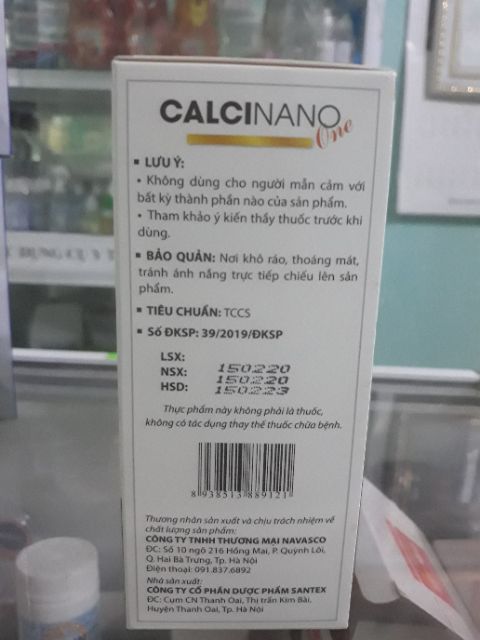 CALCINANO One
▪ LƯU Ý:
• Không dùng cho người mẫn cảm với
bất kỳ thành phần nào của sản phẩm.
• Tham khảo ý kiến thầy thuốc trước khi
dùng.
▪ BẢO QUẢN: Nơi khô ráo, thoáng mát,
tránh ánh nắng trực tiếp chiếu lên sản
phẩm.
▪ TIÊU CHUẨN: TCCS
▪ Số ĐKSP: 39/2019/ĐKSP
LSX: 150220
NSX: 150220
HSD: 150223
Thực phẩm này không phải là thuốc,
không có tác dụng thay thế thuốc chữa bệnh.
8 938513 889121
Thương nhân sản xuất và chịu trách nhiệm về
chất lượng sản phẩm:
CÔNG TY TNHH THƯƠNG MẠI NAVASCO
ĐC: Số 10 ngõ 216 Hồng Mai, P. Quỳnh Lôi,
Q. Hai Bà Trưng, Tp. Hà Nội
Điện thoại: 091.837.6892
Nhà sản xuất:
CÔNG TY CỔ PHẦN DƯỢC PHẨM SANTEX
ĐC: Cụm CN Thanh Oai, Thị trấn Kim Bài,
Huyện Thanh Oai, Tp. Hà Nội